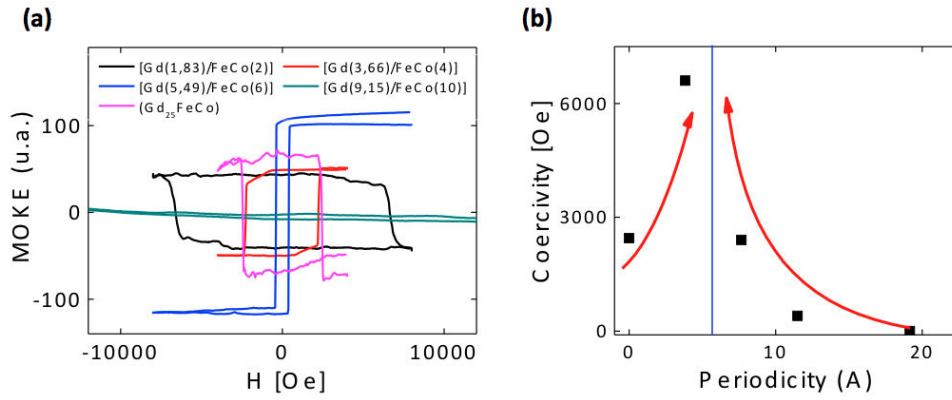 (a)
[Gd(1,83)/FeCo(2)] [Gd(3,66)/FeCo(4)]
[Gd(5,49)/FeCo(6)] [Gd(9,15)/FeCo(10)]
(Gd₂₅FeCo)
100
0
-100
MOKE (u.a.)
-10000 0 10000
H [Oe]
(b)
6000
3000
0
Coercivity [Oe]
0 10 20
Periodicity (A)